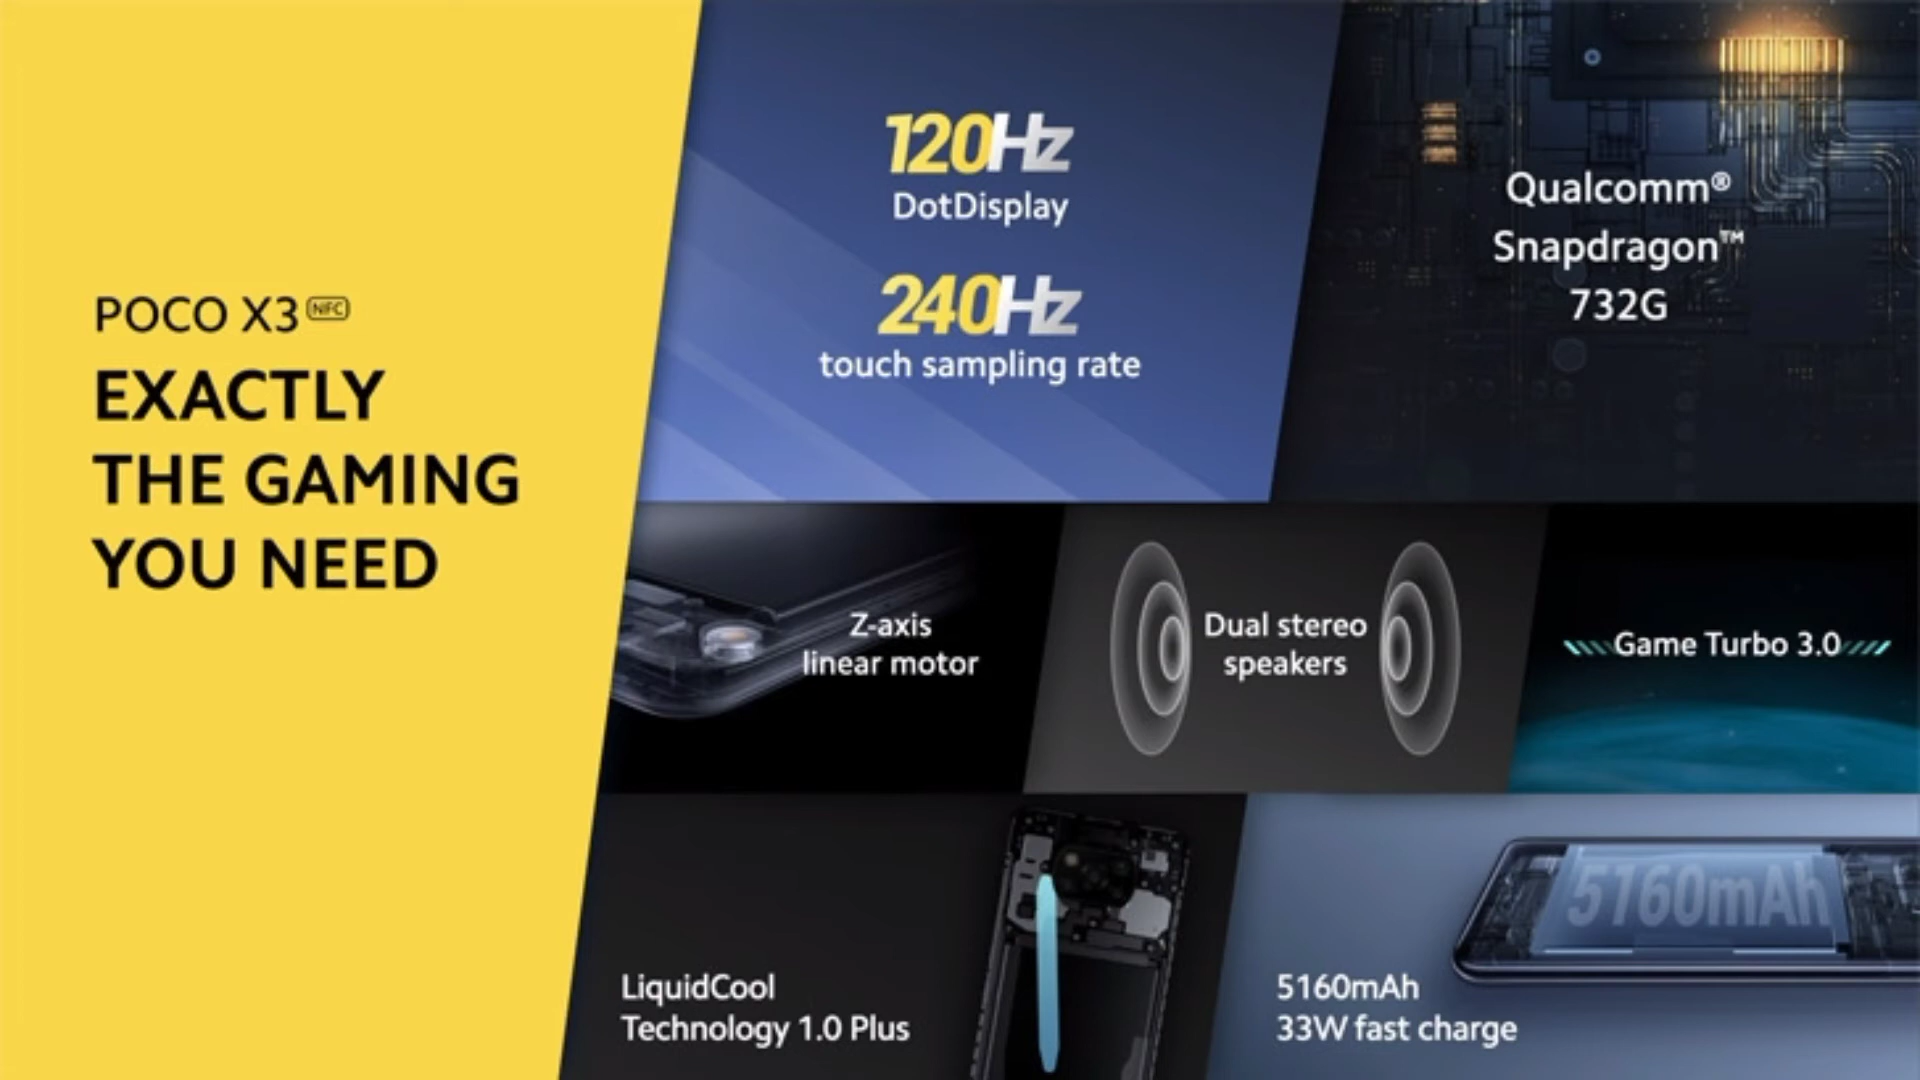 POCO X3 NFC
EXACTLY
THE GAMING
YOU NEED
120Hz
DotDisplay
240Hz
touch sampling rate
Qualcomm®
Snapdragon™
732G
Z-axis
linear motor
Dual stereo
speakers
Game Turbo 3.0
LiquidCool
Technology 1.0 Plus
5160mAh
5160mAh
33W fast charge